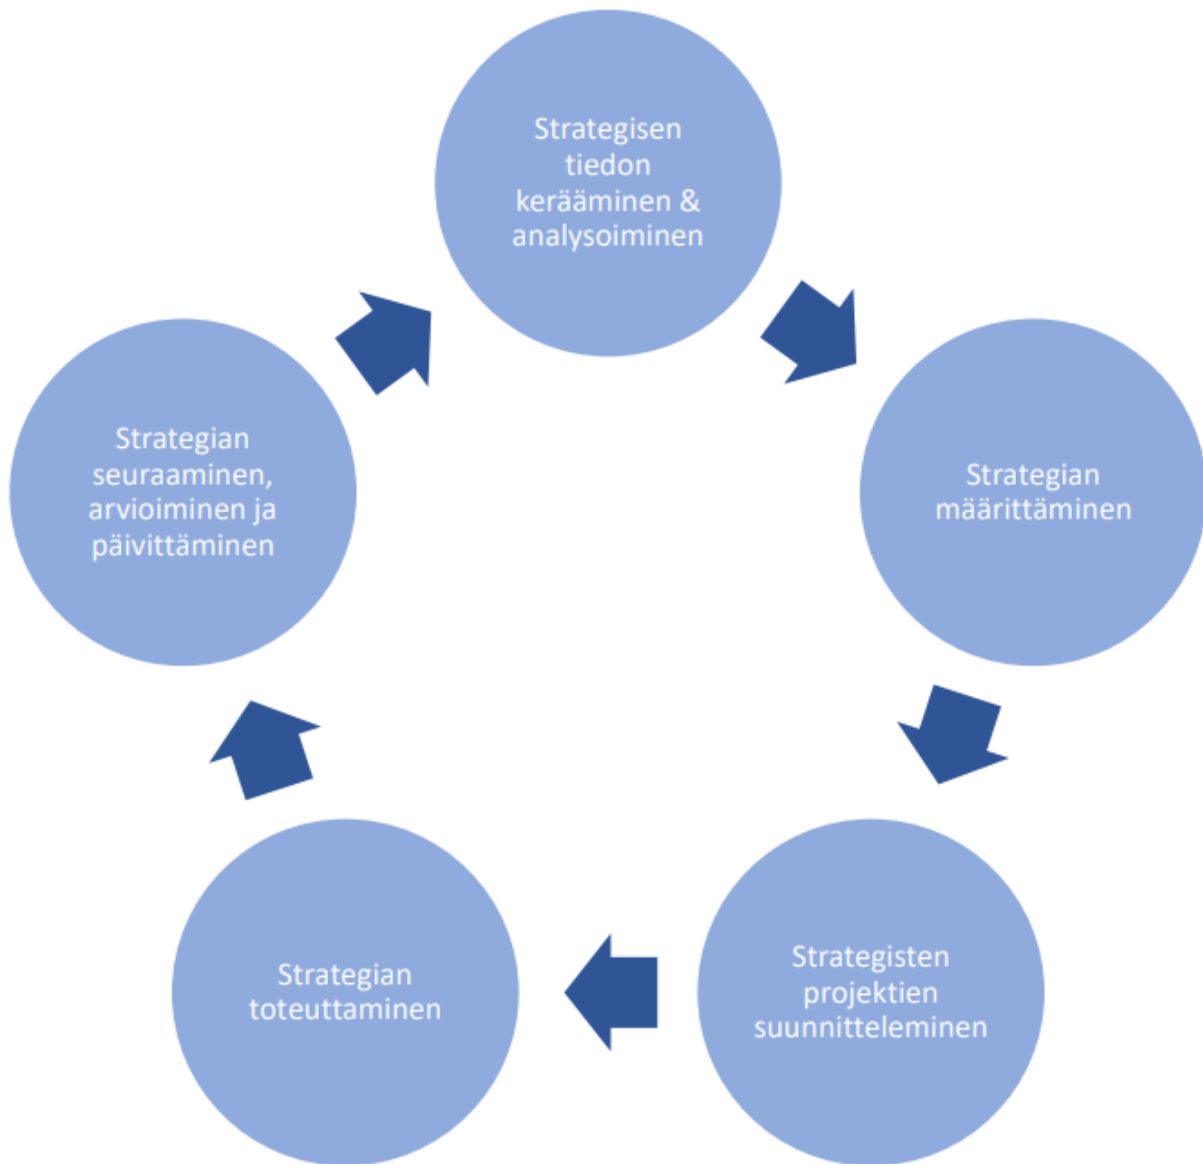 Strategisen
tiedon
kerääminen &
analysoiminen
Strategian
määrittäminen
Strategisten
projektien
suunnitteleminen
Strategian
toteuttaminen
Strategian
seuraaminen,
arvioiminen ja
päivittäminen